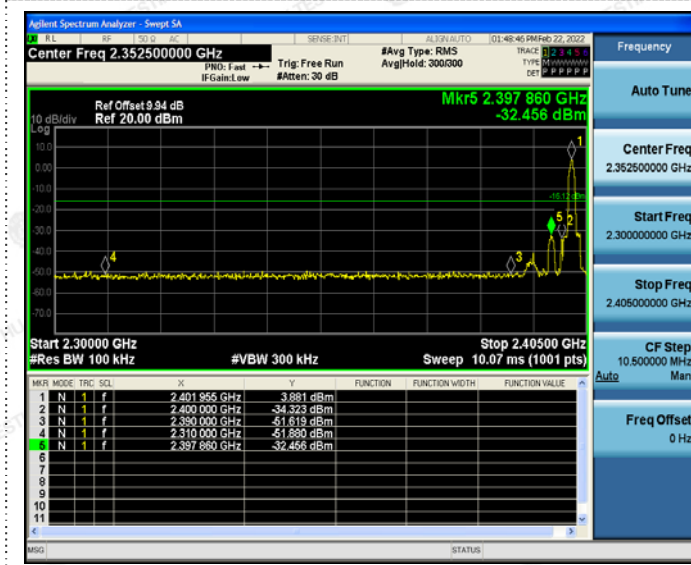 Agilent Spectrum Analyzer - Swept SA
RL RF 50 Ω AC SENSE:INT ALIGN AUTO 01:48:46 PM Feb 22, 2022
Center Freq 2.352500000 GHz
PNO: Fast
IFGain:Low
Trig: Free Run
#Atten: 30 dB
#Avg Type: RMS
Avg|Hold: 300/300
TRACE 1 2 3 4 5 6
TYPE M W W W W W
DET P P P P P P
Frequency
Auto Tune
Center Freq
2.352500000 GHz
Start Freq
2.300000000 GHz
Stop Freq
2.405000000 GHz
CF Step
10.500000 MHz
Auto Man
Freq Offset
0 Hz
Mkr5 2.397 860 GHz
-32.456 dBm
Ref Offset 9.94 dB
10 dB/div Ref 20.00 dBm
Log
10.0
0.00
-10.0
-20.0
-30.0
-40.0
-50.0
-60.0
-70.0
-16.12 dBm
1
5 2
4
3
Start 2.30000 GHz Stop 2.40500 GHz
#Res BW 100 kHz #VBW 300 kHz Sweep 10.07 ms (1001 pts)
MKR MODE TRC SCL X Y FUNCTION FUNCTION WIDTH FUNCTION VALUE
1 N 1 f 2.401 955 GHz 3.881 dBm
2 N 1 f 2.400 000 GHz -34.323 dBm
3 N 1 f 2.390 000 GHz -51.619 dBm
4 N 1 f 2.310 000 GHz -51.880 dBm
5 N 1 f 2.397 860 GHz -32.456 dBm
6
7
8
9
10
11
MSG STATUS